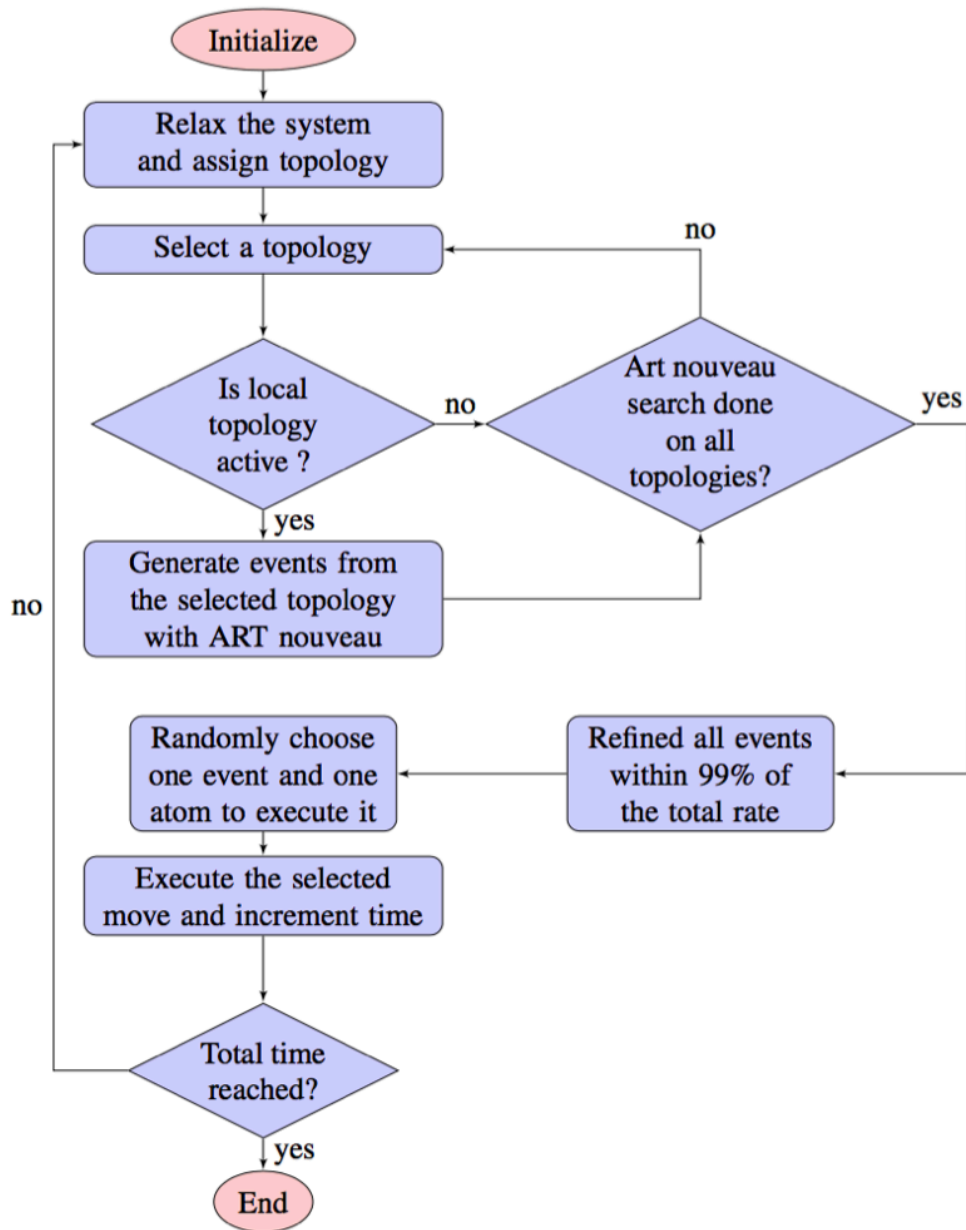 Initialize
Relax the system
and assign topology
Select a topology
no
Is local
topology
active ?
no
Art nouveau
search done
on all
topologies?
yes
yes
Generate events from
the selected topology
with ART nouveau
no
Randomly choose
one event and one
atom to execute it
Refined all events
within 99% of
the total rate
Execute the selected
move and increment time
Total time
reached?
yes
End